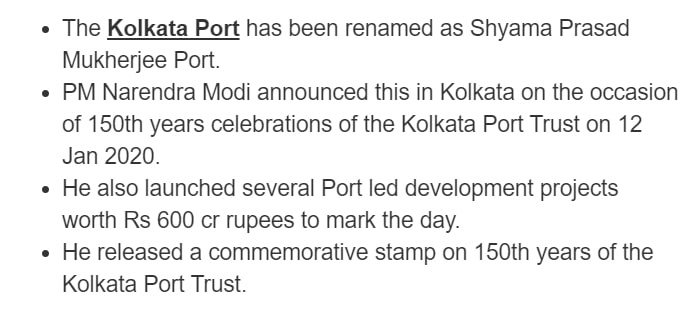 • The Kolkata Port has been renamed as Shyama Prasad
Mukherjee Port.
• PM Narendra Modi announced this in Kolkata on the occasion
of 150th years celebrations of the Kolkata Port Trust on 12
Jan 2020.
• He also launched several Port led development projects
worth Rs 600 cr rupees to mark the day.
• He released a commemorative stamp on 150th years of the
Kolkata Port Trust.